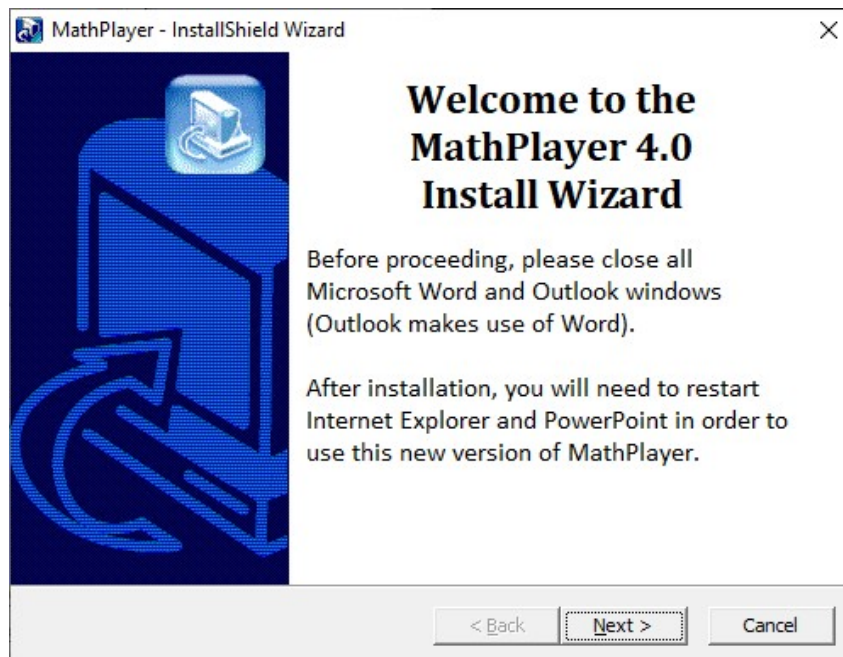 MathPlayer - InstallShield Wizard
Welcome to the
MathPlayer 4.0
Install Wizard
Before proceeding, please close all
Microsoft Word and Outlook windows
(Outlook makes use of Word).
After installation, you will need to restart
Internet Explorer and PowerPoint in order to
use this new version of MathPlayer.
< Back
Next >
Cancel